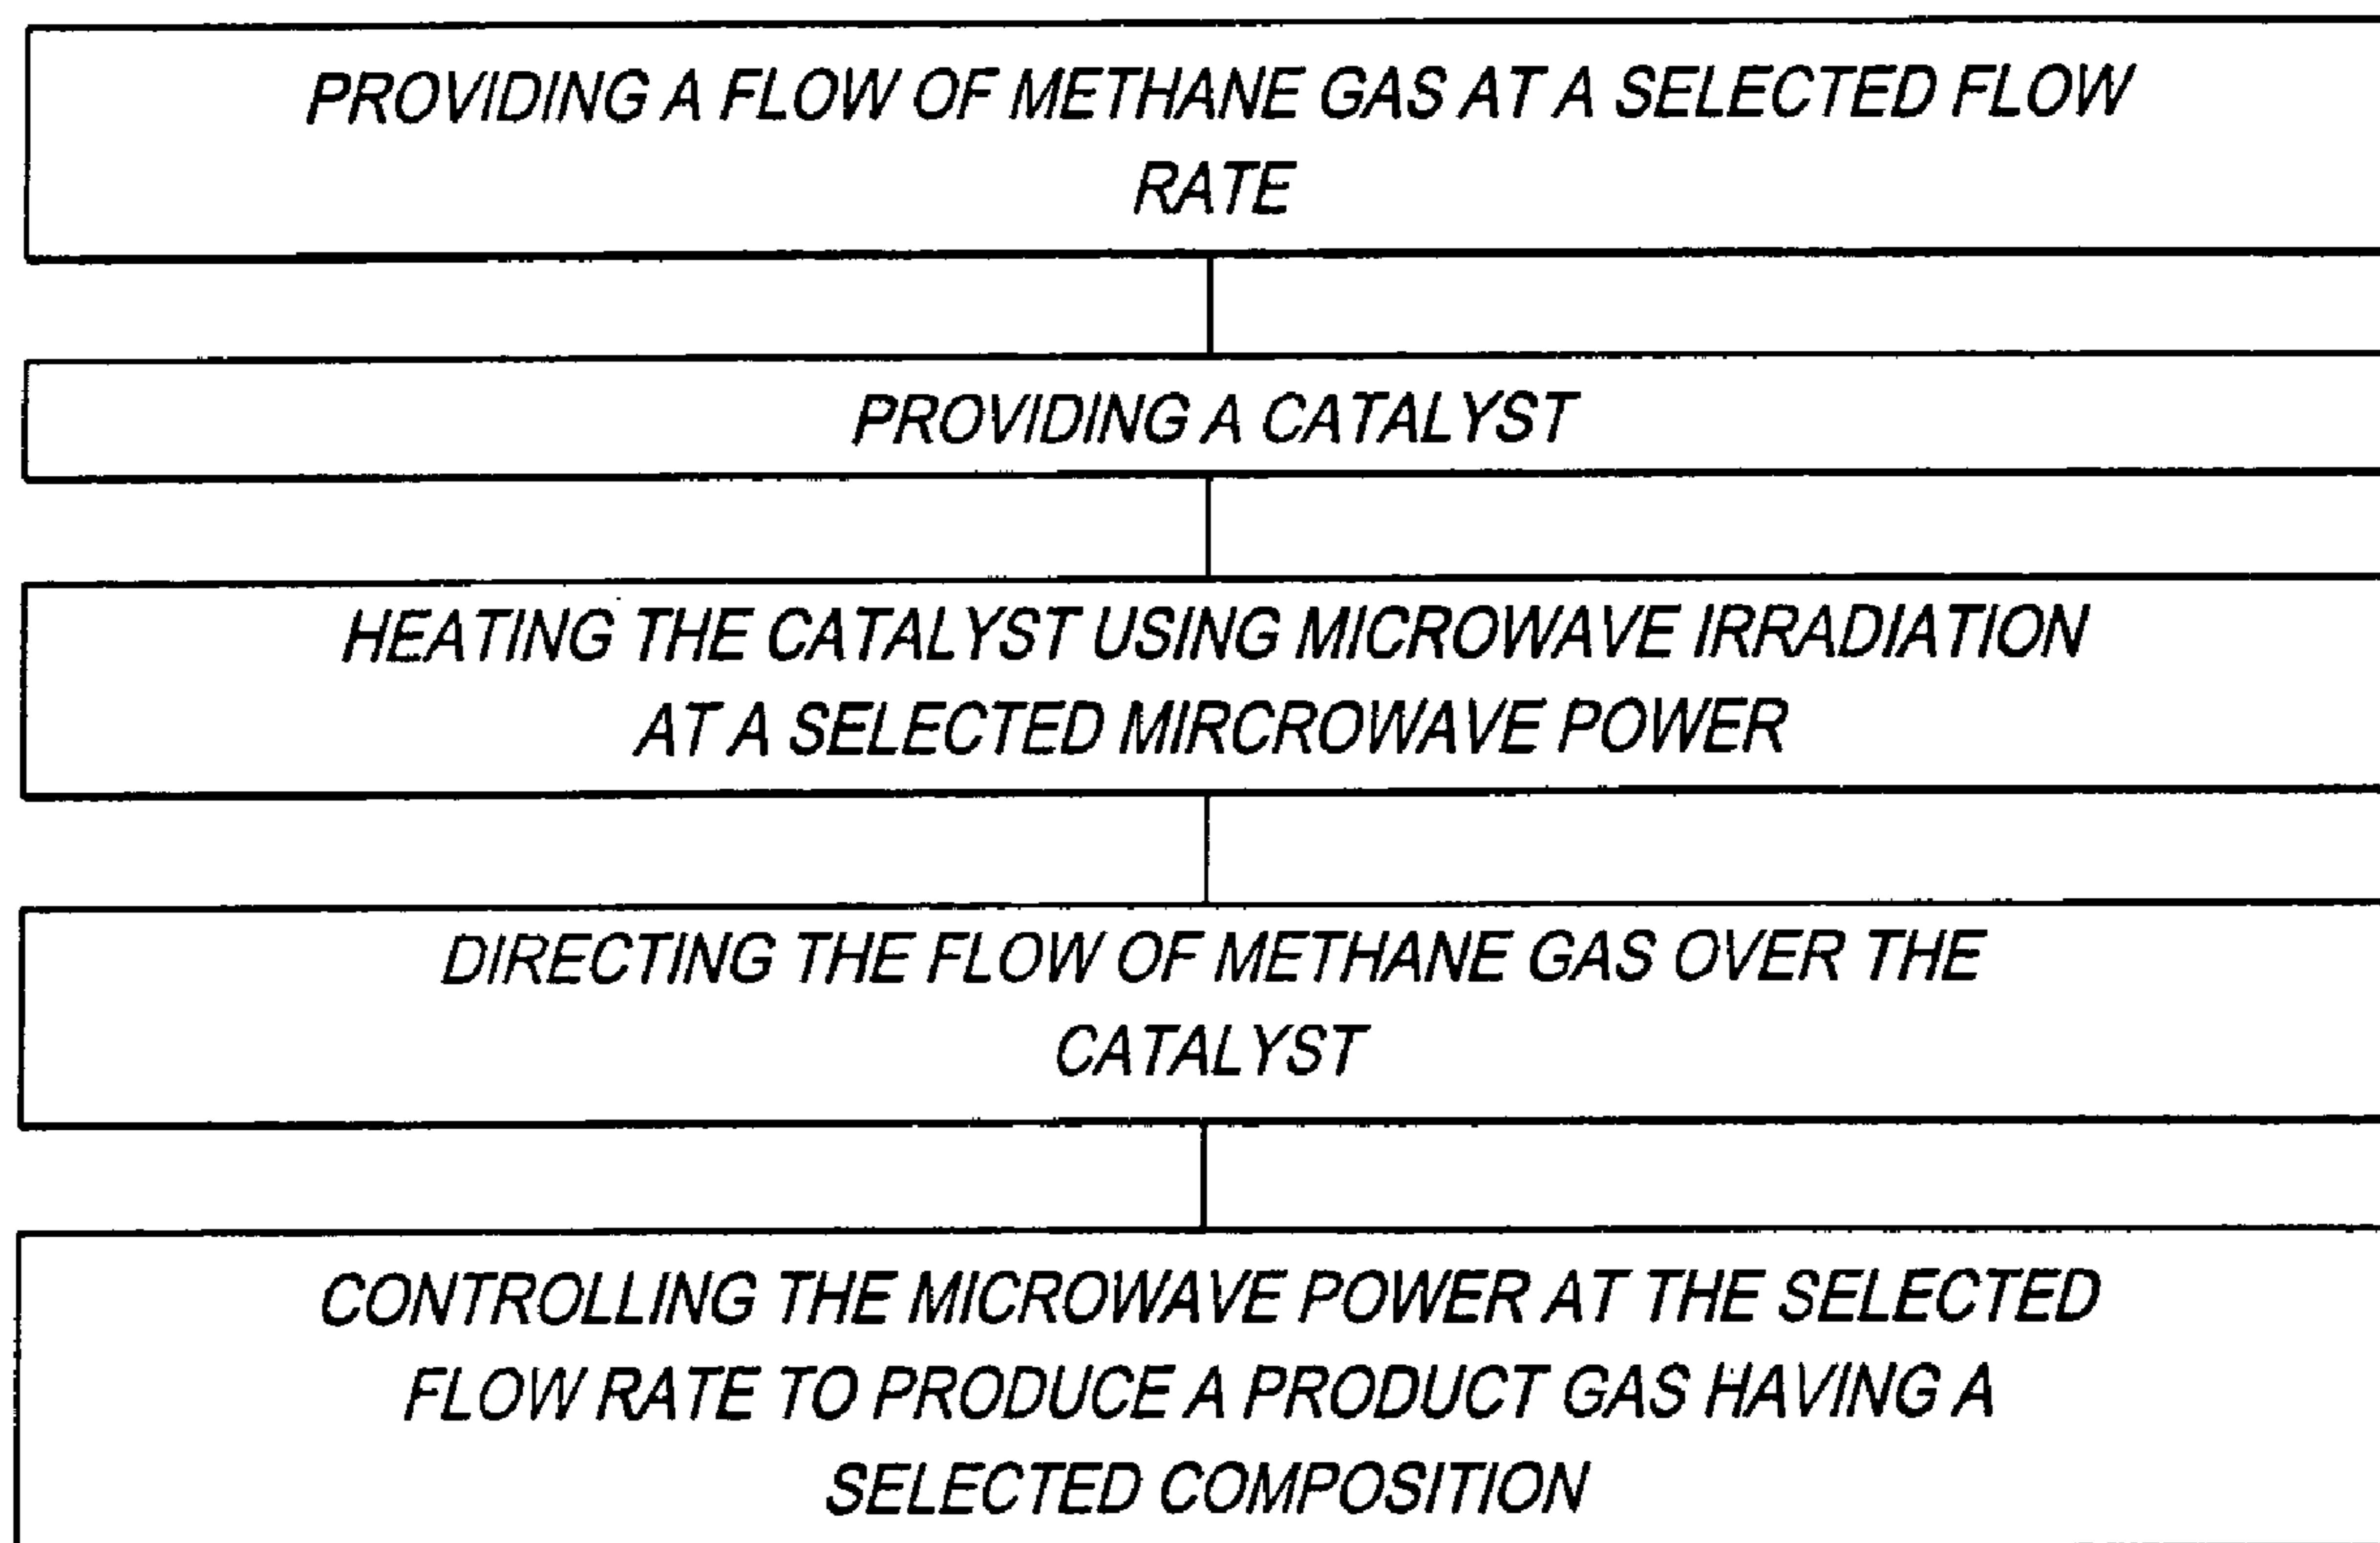 PROVIDING A FLOW OF METHANE GAS AT A SELECTED FLOW
RATE
PROVIDING A CATALYST
HEATING THE CATALYST USING MICROWAVE IRRADIATION
AT A SELECTED MIRCROWAVE POWER
DIRECTING THE FLOW OF METHANE GAS OVER THE
CATALYST
CONTROLLING THE MICROWAVE POWER AT THE SELECTED
FLOW RATE TO PRODUCE A PRODUCT GAS HAVING A
SELECTED COMPOSITION